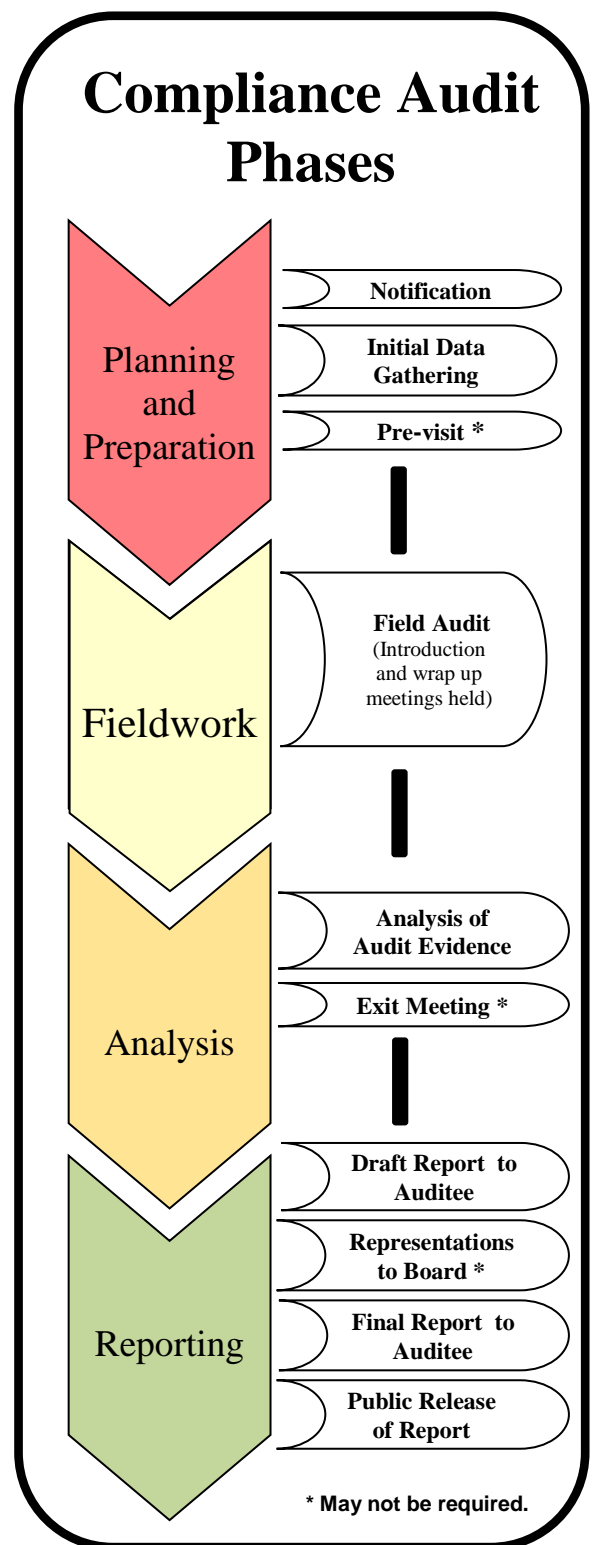 Compliance Audit
Phases
Planning
and
Preparation
Notification
Initial Data
Gathering
Pre-visit *
Fieldwork
Field Audit
(Introduction
and wrap up
meetings held)
Analysis
Analysis of
Audit Evidence
Exit Meeting *
Reporting
Draft Report to
Auditee
Representations
to Board *
Final Report to
Auditee
Public Release
of Report
* May not be required.